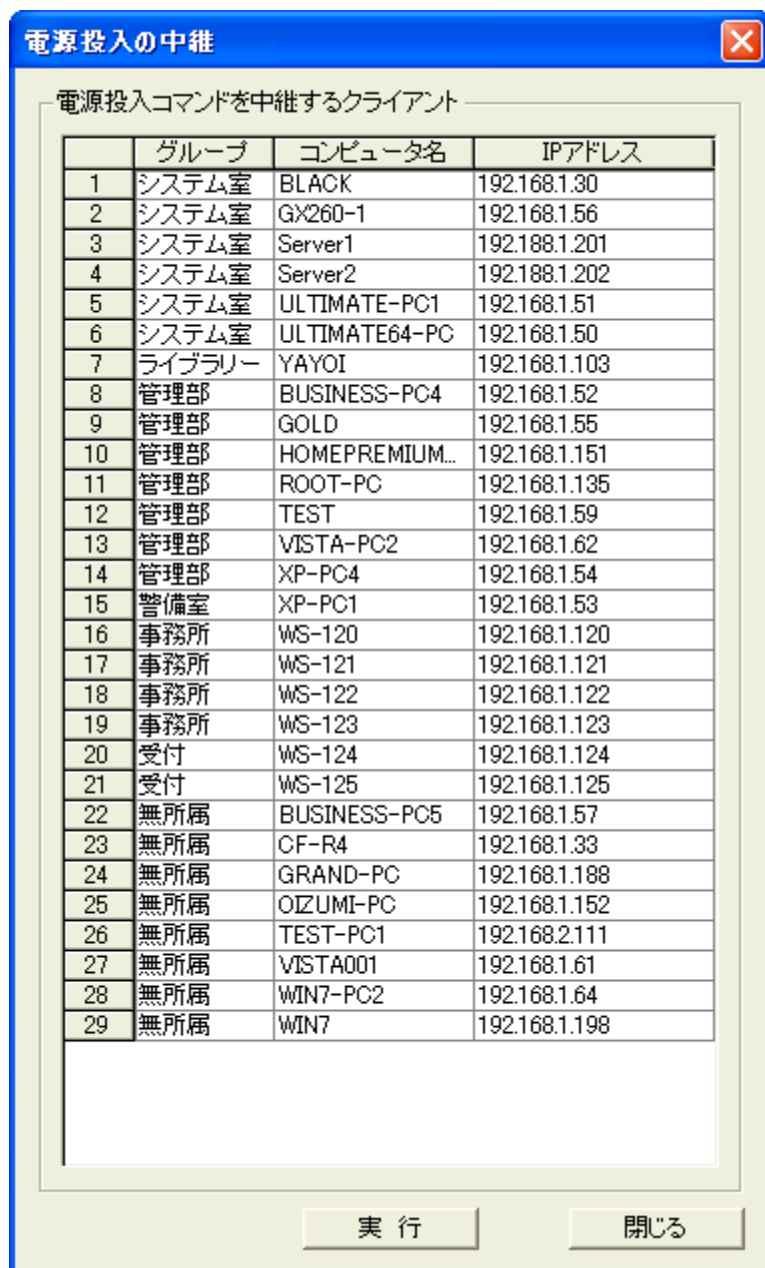 電源投入の中継
電源投入コマンドを中継するクライアント
グループ コンピュータ名 IPアドレス
1 システム室 BLACK 192.168.1.30
2 システム室 GX260-1 192.168.1.56
3 システム室 Server1 192.188.1.201
4 システム室 Server2 192.188.1.202
5 システム室 ULTIMATE-PC1 192.168.1.51
6 システム室 ULTIMATE64-PC 192.168.1.50
7 ライブラリー YAYOI 192.168.1.103
8 管理部 BUSINESS-PC4 192.168.1.52
9 管理部 GOLD 192.168.1.55
10 管理部 HOMEPREMIUM... 192.168.1.151
11 管理部 ROOT-PC 192.168.1.135
12 管理部 TEST 192.168.1.59
13 管理部 VISTA-PC2 192.168.1.62
14 管理部 XP-PC4 192.168.1.54
15 警備室 XP-PC1 192.168.1.53
16 事務所 WS-120 192.168.1.120
17 事務所 WS-121 192.168.1.121
18 事務所 WS-122 192.168.1.122
19 事務所 WS-123 192.168.1.123
20 受付 WS-124 192.168.1.124
21 受付 WS-125 192.168.1.125
22 無所属 BUSINESS-PC5 192.168.1.57
23 無所属 CF-R4 192.168.1.33
24 無所属 GRAND-PC 192.168.1.188
25 無所属 OIZUMI-PC 192.168.1.152
26 無所属 TEST-PC1 192.168.2.111
27 無所属 VISTA001 192.168.1.61
28 無所属 WIN7-PC2 192.168.1.64
29 無所属 WIN7 192.168.1.198
実 行 閉じる